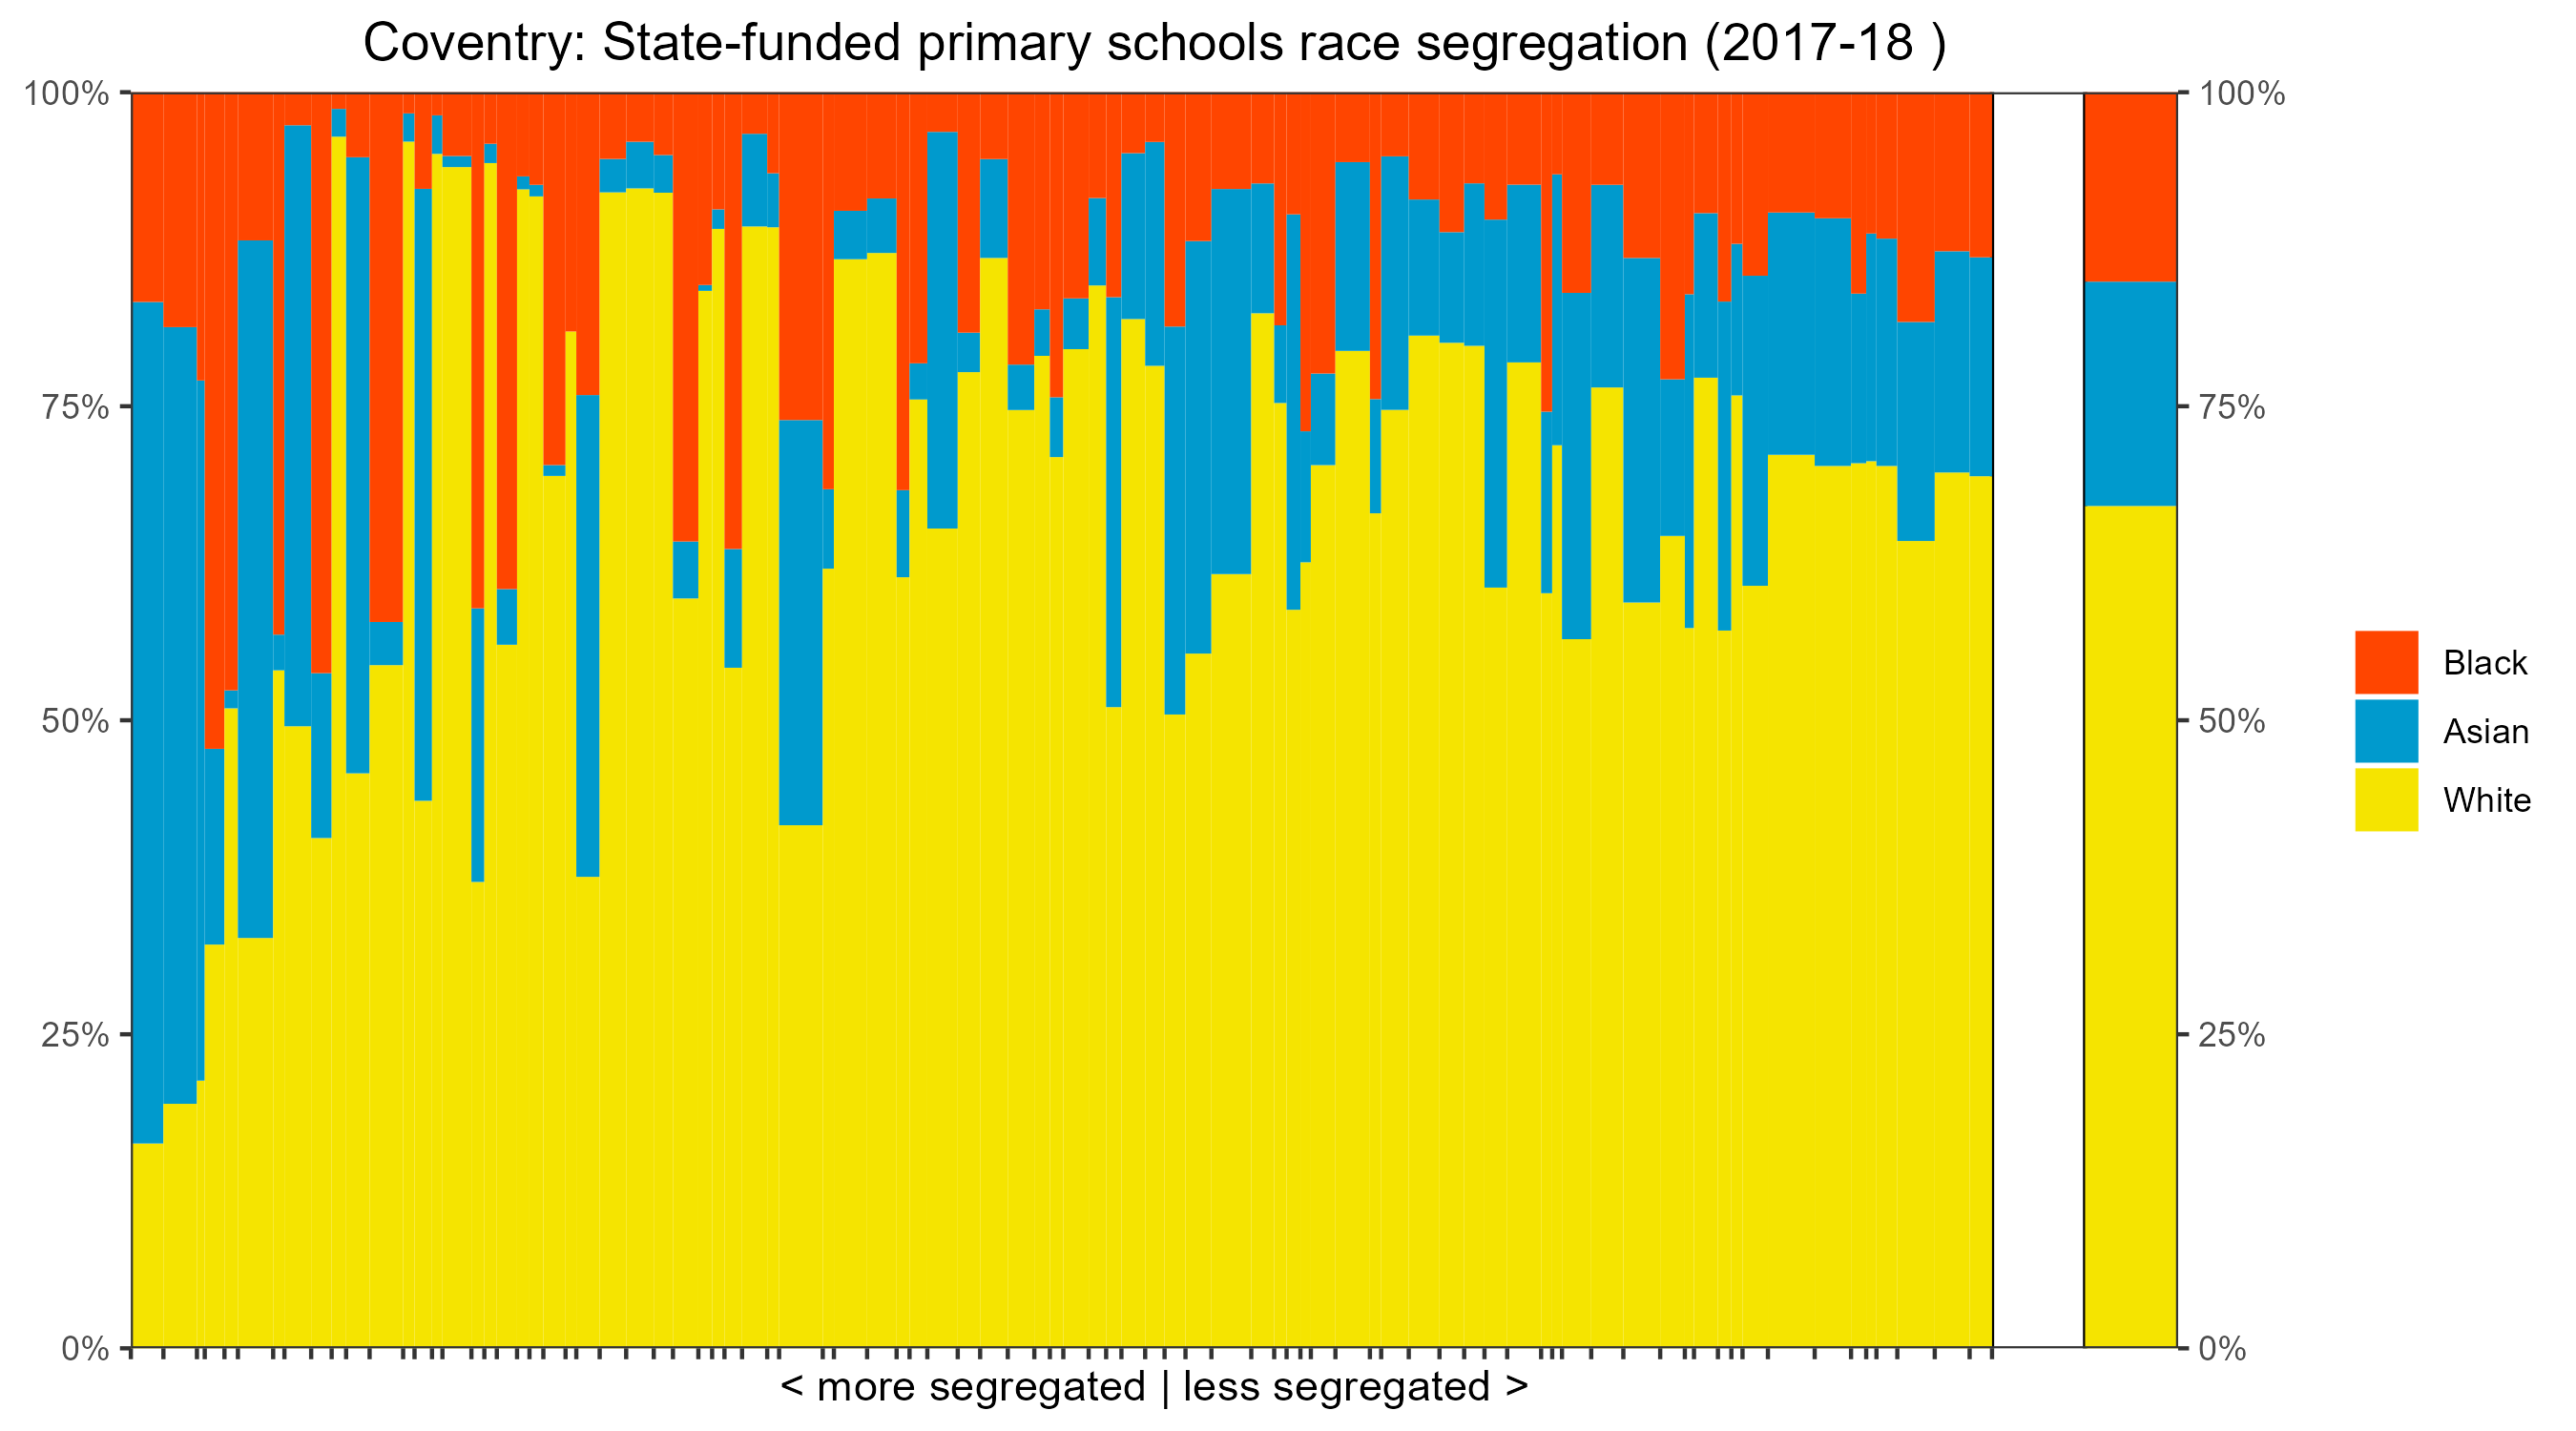 Coventry: State-funded primary schools race segregation (2017-18 )
100%
75%
50%
25%
0%
100%
75%
50%
25%
0%
Black
Asian
White
< more segregated | less segregated >